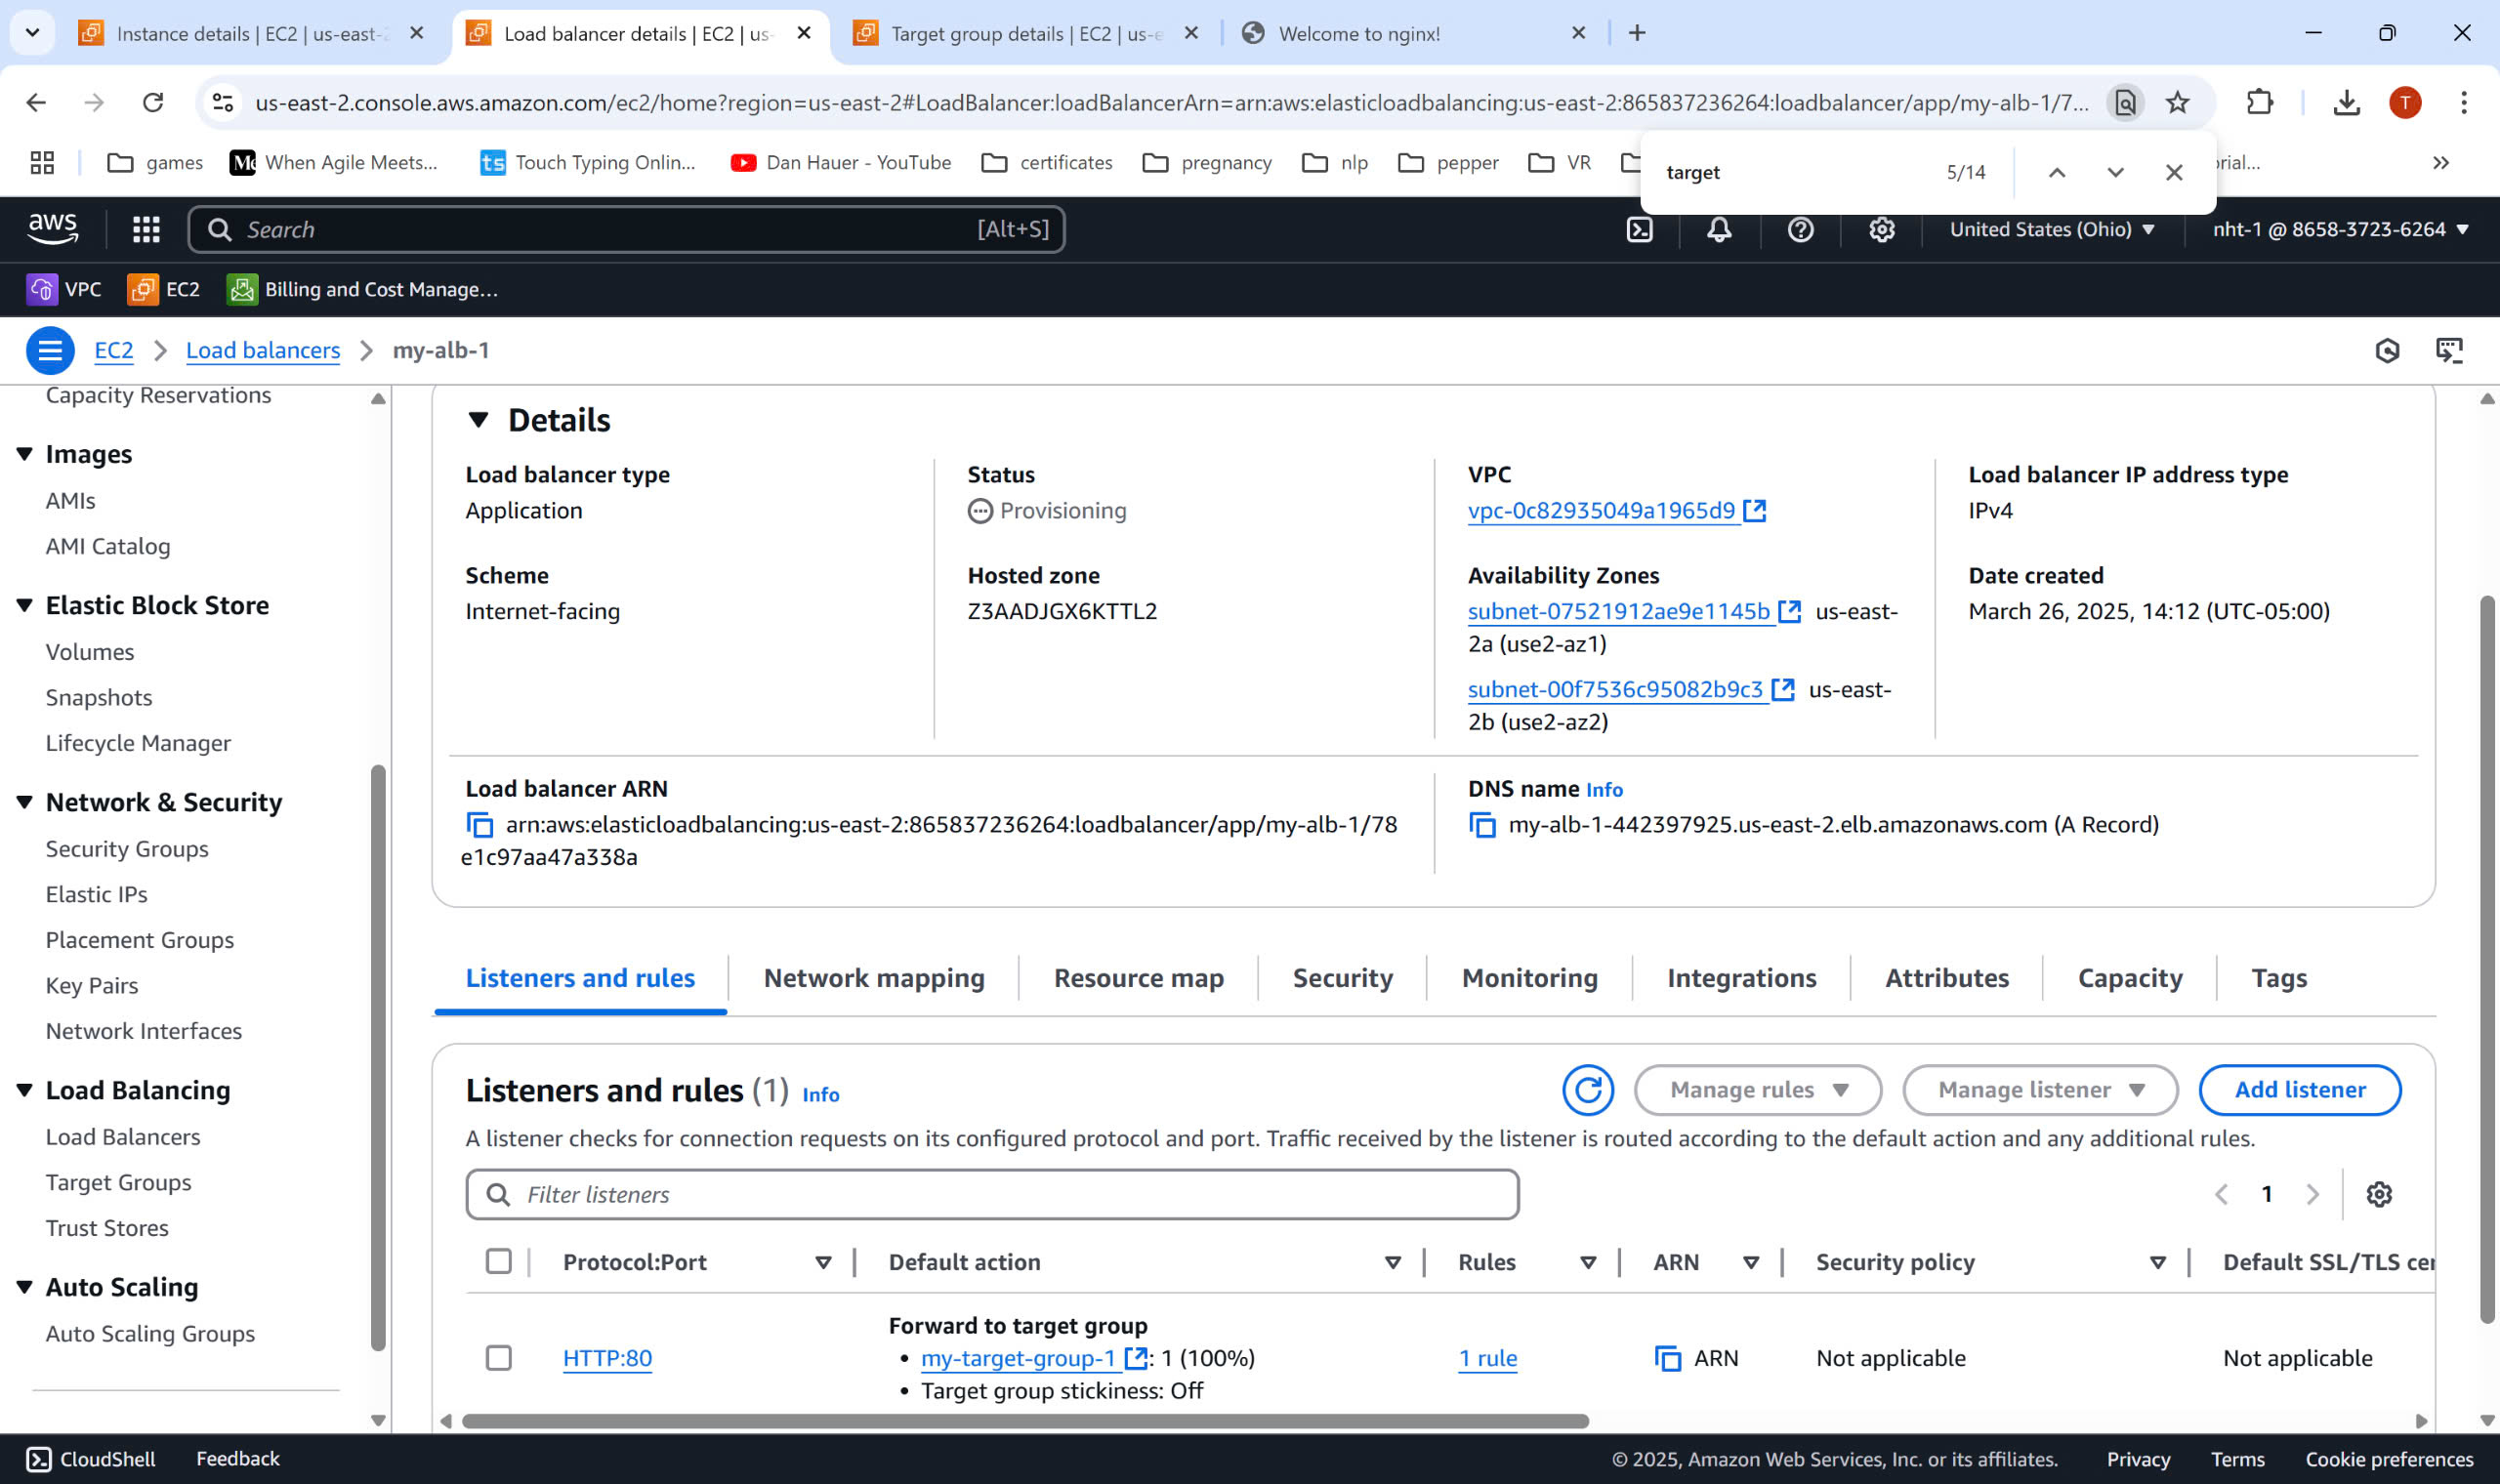 Instance details | EC2 | us-east-2
Load balancer details | EC2 | us-
Target group details | EC2 | us-e
Welcome to nginx!
us-east-2.console.aws.amazon.com/ec2/home?region=us-east-2#LoadBalancer:loadBalancerArn=arn:aws:elasticloadbalancing:us-east-2:865837236264:loadbalancer/app/my-alb-1/7...
T
games
When Agile Meets...
ts Touch Typing Onlin...
Dan Hauer - YouTube
certificates
pregnancy
nlp
pepper
VR
orial...
target
5/14
aws
Search
[Alt+S]
United States (Ohio)
nht-1 @ 8658-3723-6264
VPC
EC2
Billing and Cost Manage...
EC2
Load balancers
my-alb-1
Capacity Reservations
Images
AMIs
AMI Catalog
Elastic Block Store
Volumes
Snapshots
Lifecycle Manager
Network & Security
Security Groups
Elastic IPs
Placement Groups
Key Pairs
Network Interfaces
Load Balancing
Load Balancers
Target Groups
Trust Stores
Auto Scaling
Auto Scaling Groups
Details
Load balancer type
Application
Status
Provisioning
VPC
vpc-0c82935049a1965d9
Load balancer IP address type
IPv4
Scheme
Internet-facing
Hosted zone
Z3AADJGX6KTTL2
Availability Zones
subnet-07521912ae9e1145b us-east-
2a (use2-az1)
subnet-00f7536c95082b9c3 us-east-
2b (use2-az2)
Date created
March 26, 2025, 14:12 (UTC-05:00)
Load balancer ARN
arn:aws:elasticloadbalancing:us-east-2:865837236264:loadbalancer/app/my-alb-1/78
e1c97aa47a338a
DNS name Info
my-alb-1-442397925.us-east-2.elb.amazonaws.com (A Record)
Listeners and rules
Network mapping
Resource map
Security
Monitoring
Integrations
Attributes
Capacity
Tags
Listeners and rules (1) Info
Manage rules
Manage listener
Add listener
A listener checks for connection requests on its configured protocol and port. Traffic received by the listener is routed according to the default action and any additional rules.
Filter listeners
1
Protocol:Port
Default action
Rules
ARN
Security policy
Default SSL/TLS cer
HTTP:80
Forward to target group
• my-target-group-1 : 1 (100%)
• Target group stickiness: Off
1 rule
ARN
Not applicable
Not applicable
CloudShell
Feedback
© 2025, Amazon Web Services, Inc. or its affiliates.
Privacy
Terms
Cookie preferences